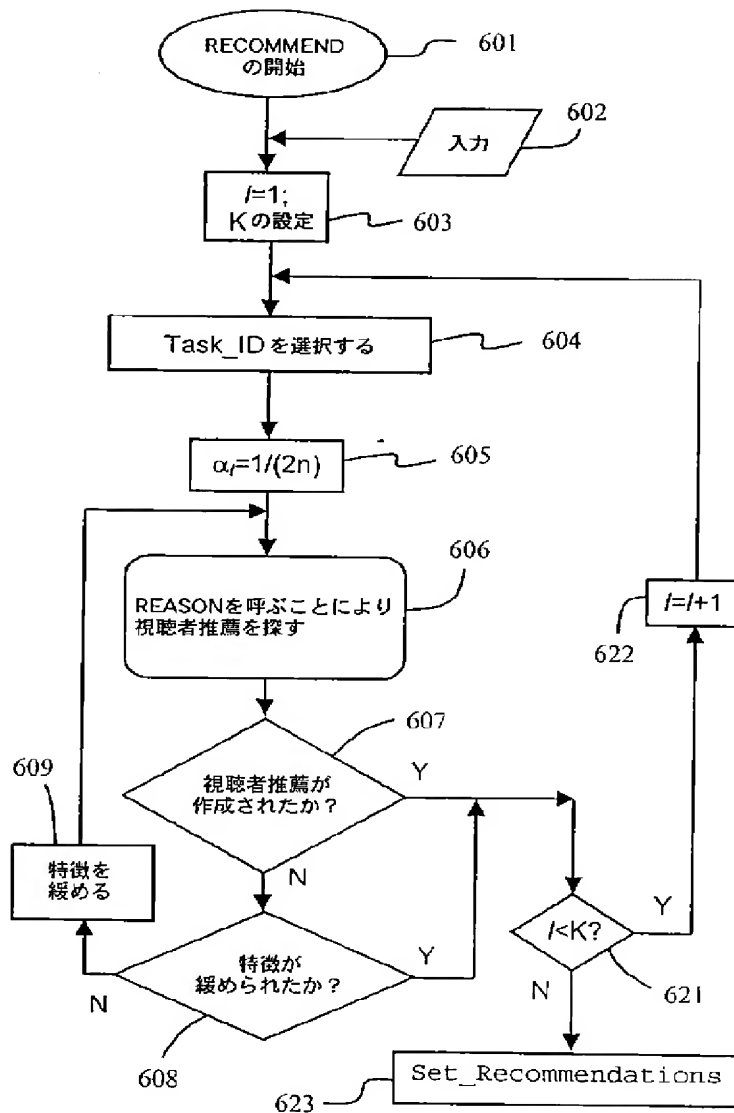 RECOMMEND
の開始
601
602
入力
I=1;
Kの設定
603
Task_IDを選択する
604
αI=1/(2n)
605
606
REASONを呼ぶことにより
視聴者推薦を探す
I=I+1
622
607
視聴者推薦が
作成されたか？
Y
609
特徴を
緩める
N
I<K?
Y
特徴が
緩められたか？
Y
N
N
621
608
Set_Recommendations
623